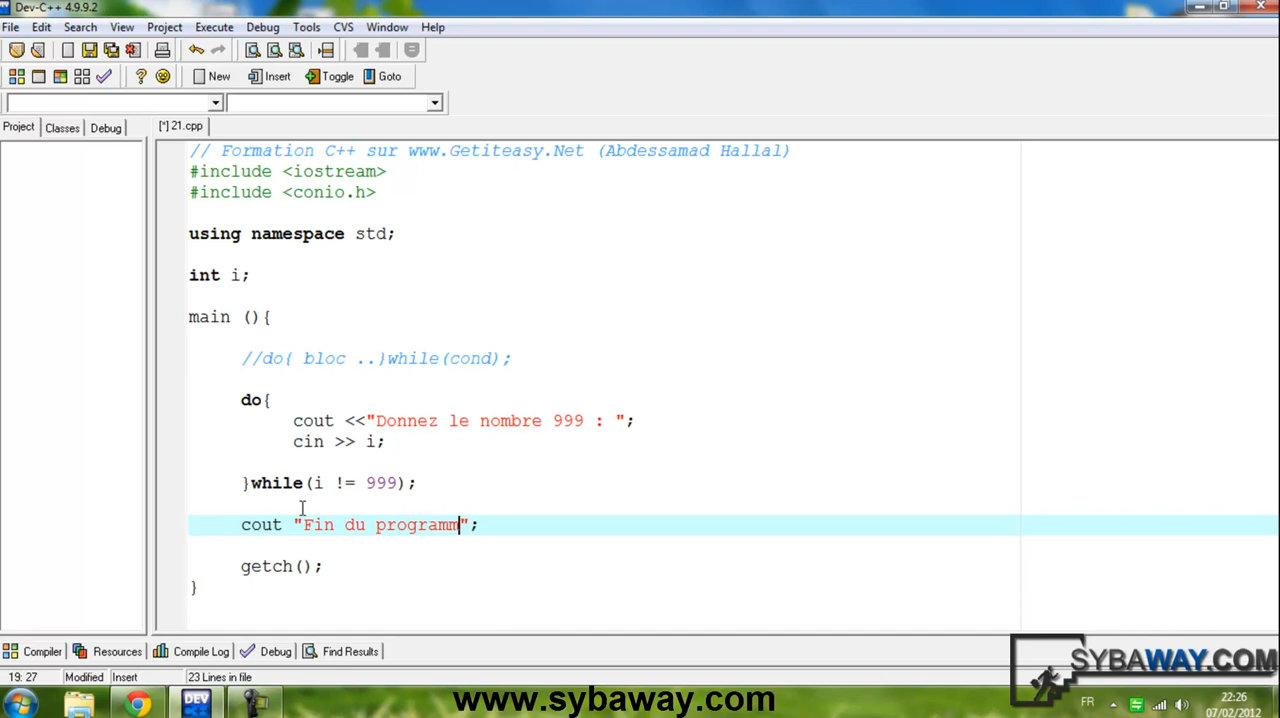 Dev-C++ 4.9.9.2
File Edit Search View Project Execute Debug Tools CVS Window Help
New Insert Toggle Goto
Project Classes Debug [*] 21.cpp
// Formation C++ sur www.Getiteasy.Net (Abdessamad Hallal)
#include <iostream>
#include <conio.h>
using namespace std;
int i;
main (){
//do{ bloc ..}while(cond);
do{
cout <<"Donnez le nombre 999 : ";
cin >> i;
}while(i != 999);
cout "Fin du programm";
getch();
}
Compiler Resources Compile Log Debug Find Results
19: 27 Modified Insert 23 Lines in file
SYBAWAY.COM
DEV
www.sybaway.com
FR
22:26
07/02/2012